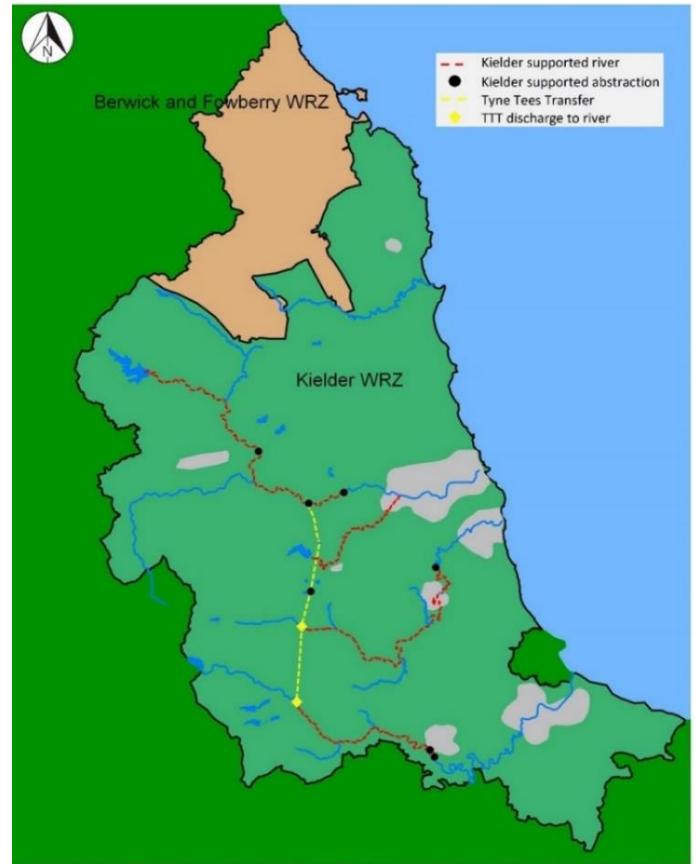 N
Kielder supported river
Kielder supported abstraction
Tyne Tees Transfer
TTT discharge to river
Berwick and Fowberry WRZ
Kielder WRZ